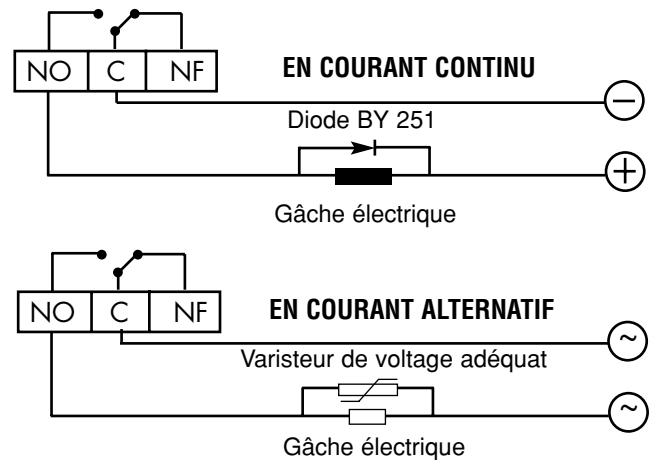 NO C NF
EN COURANT CONTINU
−
Diode BY 251
+
Gâche électrique
NO C NF
EN COURANT ALTERNATIF
~
Varisteur de voltage adéquat
~
Gâche électrique